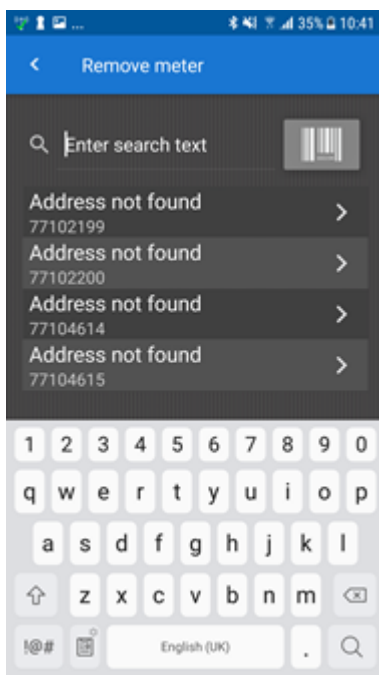 ... 35% 10:41
Remove meter
Enter search text
Address not found
77102199
Address not found
77102200
Address not found
77104614
Address not found
77104615
1 2 3 4 5 6 7 8 9 0
q w e r t y u i o p
a s d f g h j k l
z x c v b n m
!@# English (UK) .